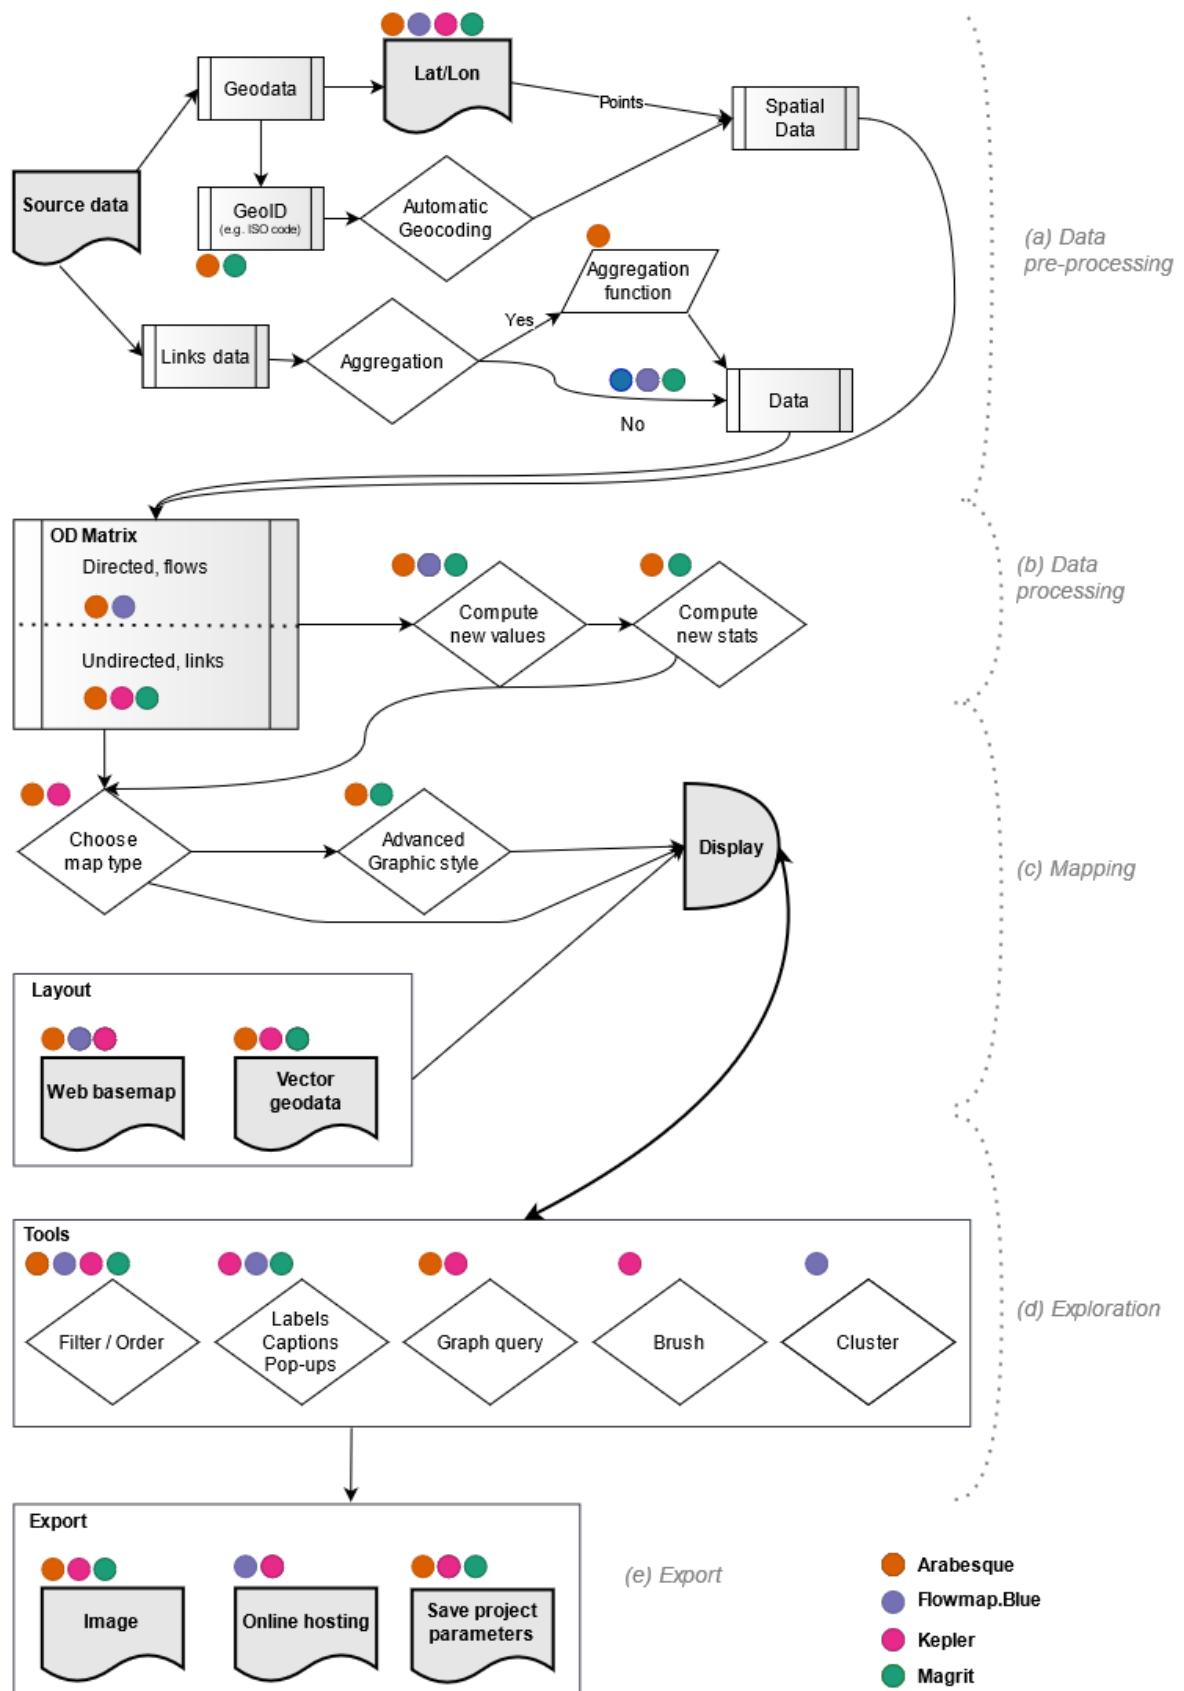 Lat/Lon
Geodata
Points
Spatial
Data
Source data
GeoID
(e.g. ISO code)
Automatic
Geocoding
(a) Data
pre-processing
Aggregation
function
Yes
Links data
Aggregation
Data
No
OD Matrix
Directed, flows
(b) Data
processing
Compute
new values
Compute
new stats
Undirected, links
Choose
map type
Advanced
Graphic style
Display
(c) Mapping
Layout
Web basemap
Vector
geodata
Tools
Filter / Order
Labels
Captions
Pop-ups
Graph query
Brush
Cluster
(d) Exploration
Export
Image
Online hosting
Save project
parameters
(e) Export
Arabesque
Flowmap.Blue
Kepler
Magrit